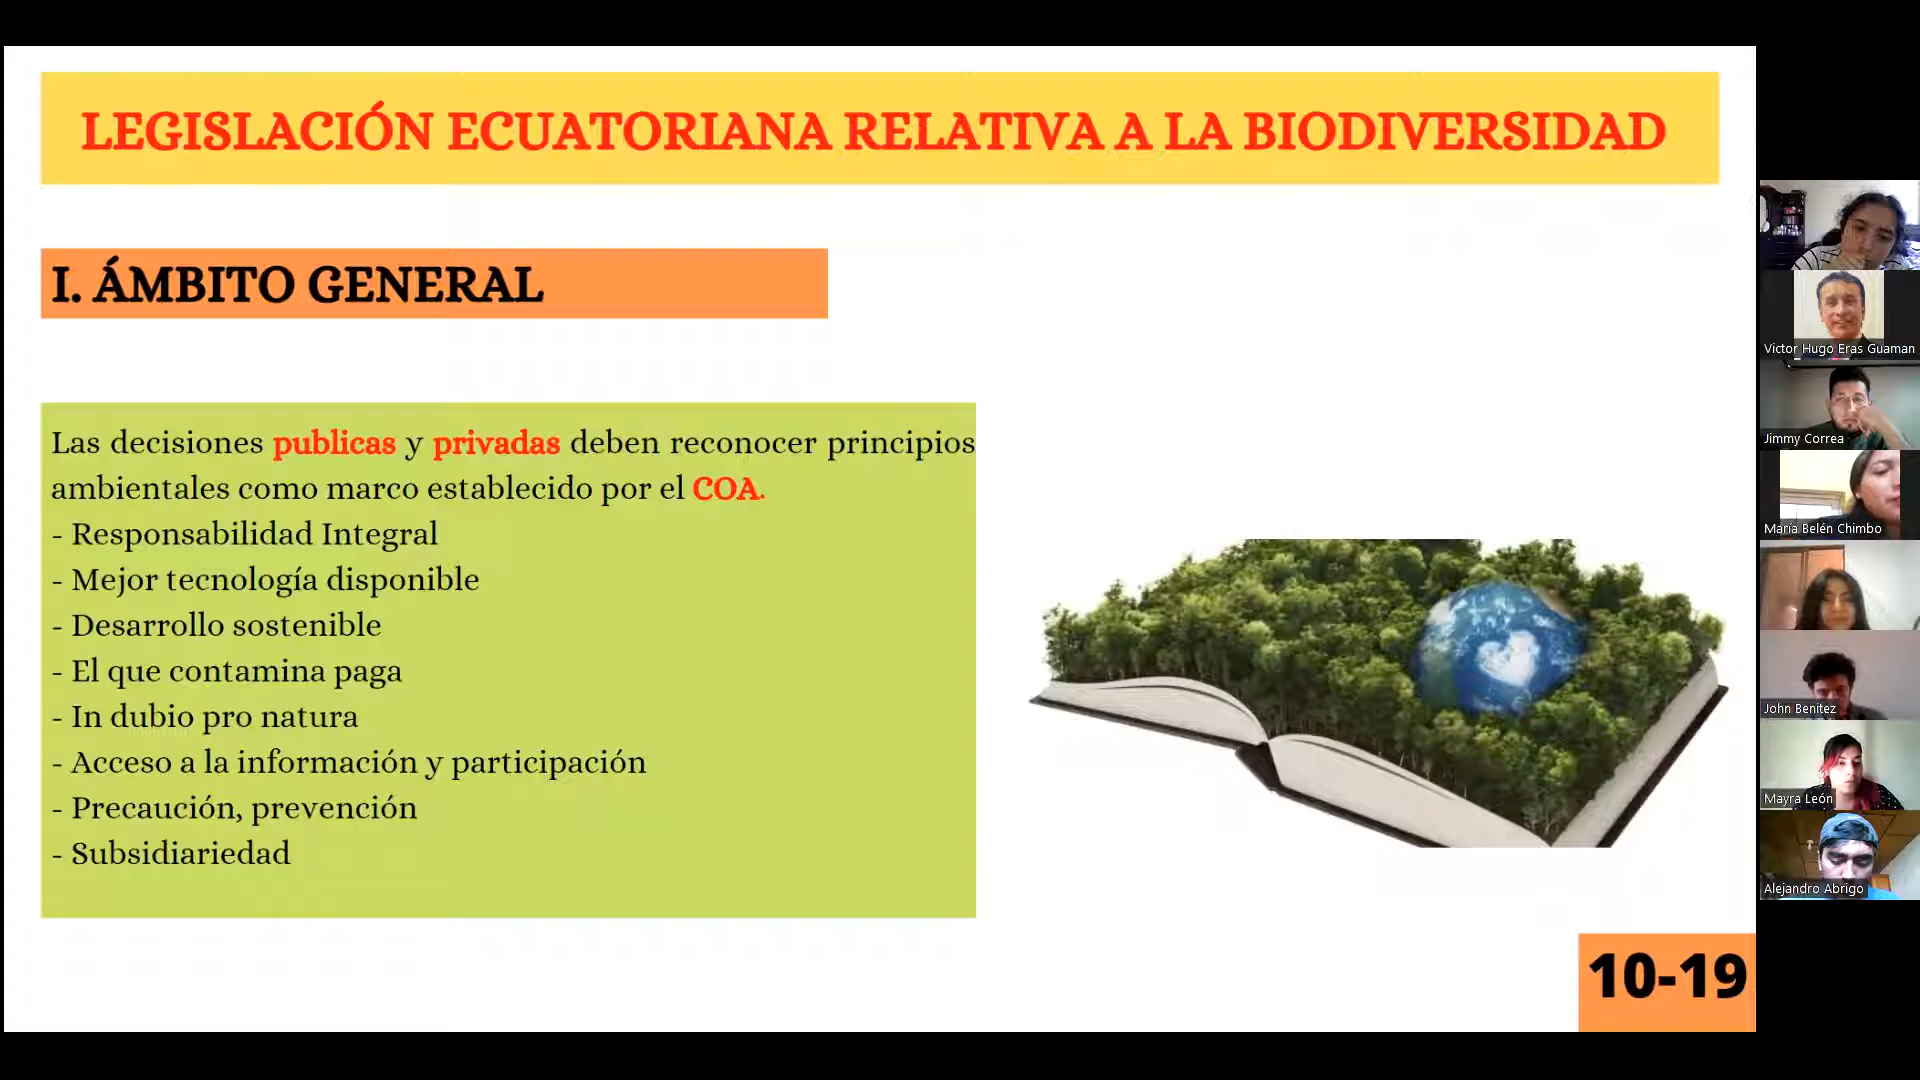 LEGISLACIÓN ECUATORIANA RELATIVA A LA BIODIVERSIDAD
I. ÁMBITO GENERAL
Las decisiones publicas y privadas deben reconocer principios
ambientales como marco establecido por el COA.
- Responsabilidad Integral
- Mejor tecnología disponible
- Desarrollo sostenible
- El que contamina paga
- In dubio pro natura
- Acceso a la información y participación
- Precaución, prevención
- Subsidiariedad
10-19
Victor Hugo Eras Guaman
Jimmy Correa
María Belén Chimbo
John Benitez
Mayra León
Alejandro Abrigo